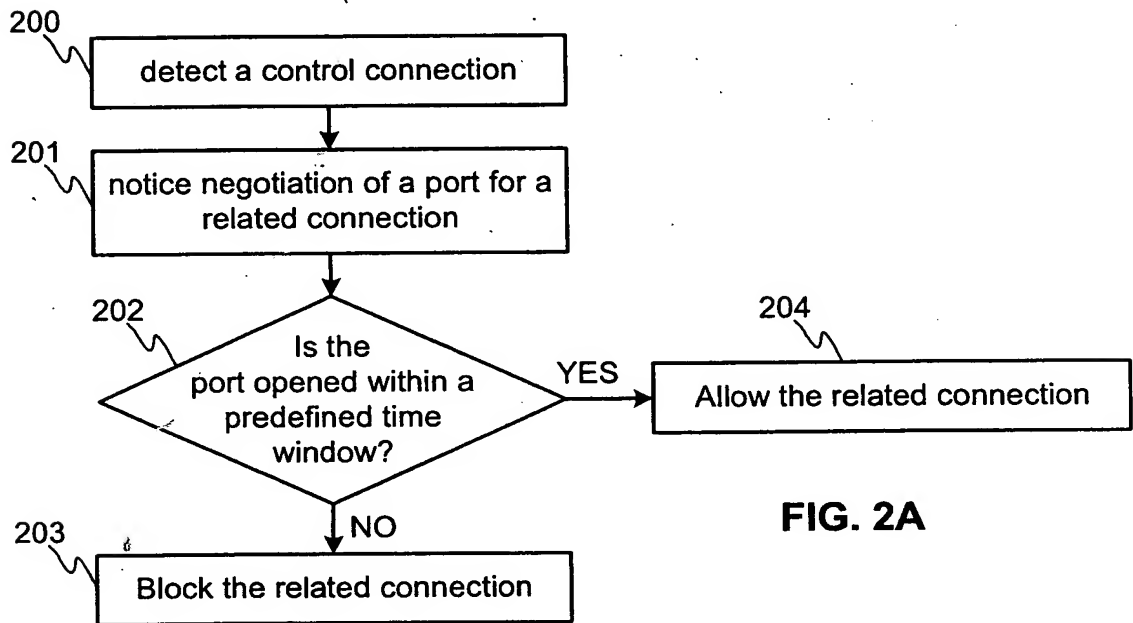 200
detect a control connection
201
notice negotiation of a port for a
related connection
202
Is the
port opened within a
predefined time
window?
YES
204
Allow the related connection
NO
203
Block the related connection
FIG. 2A